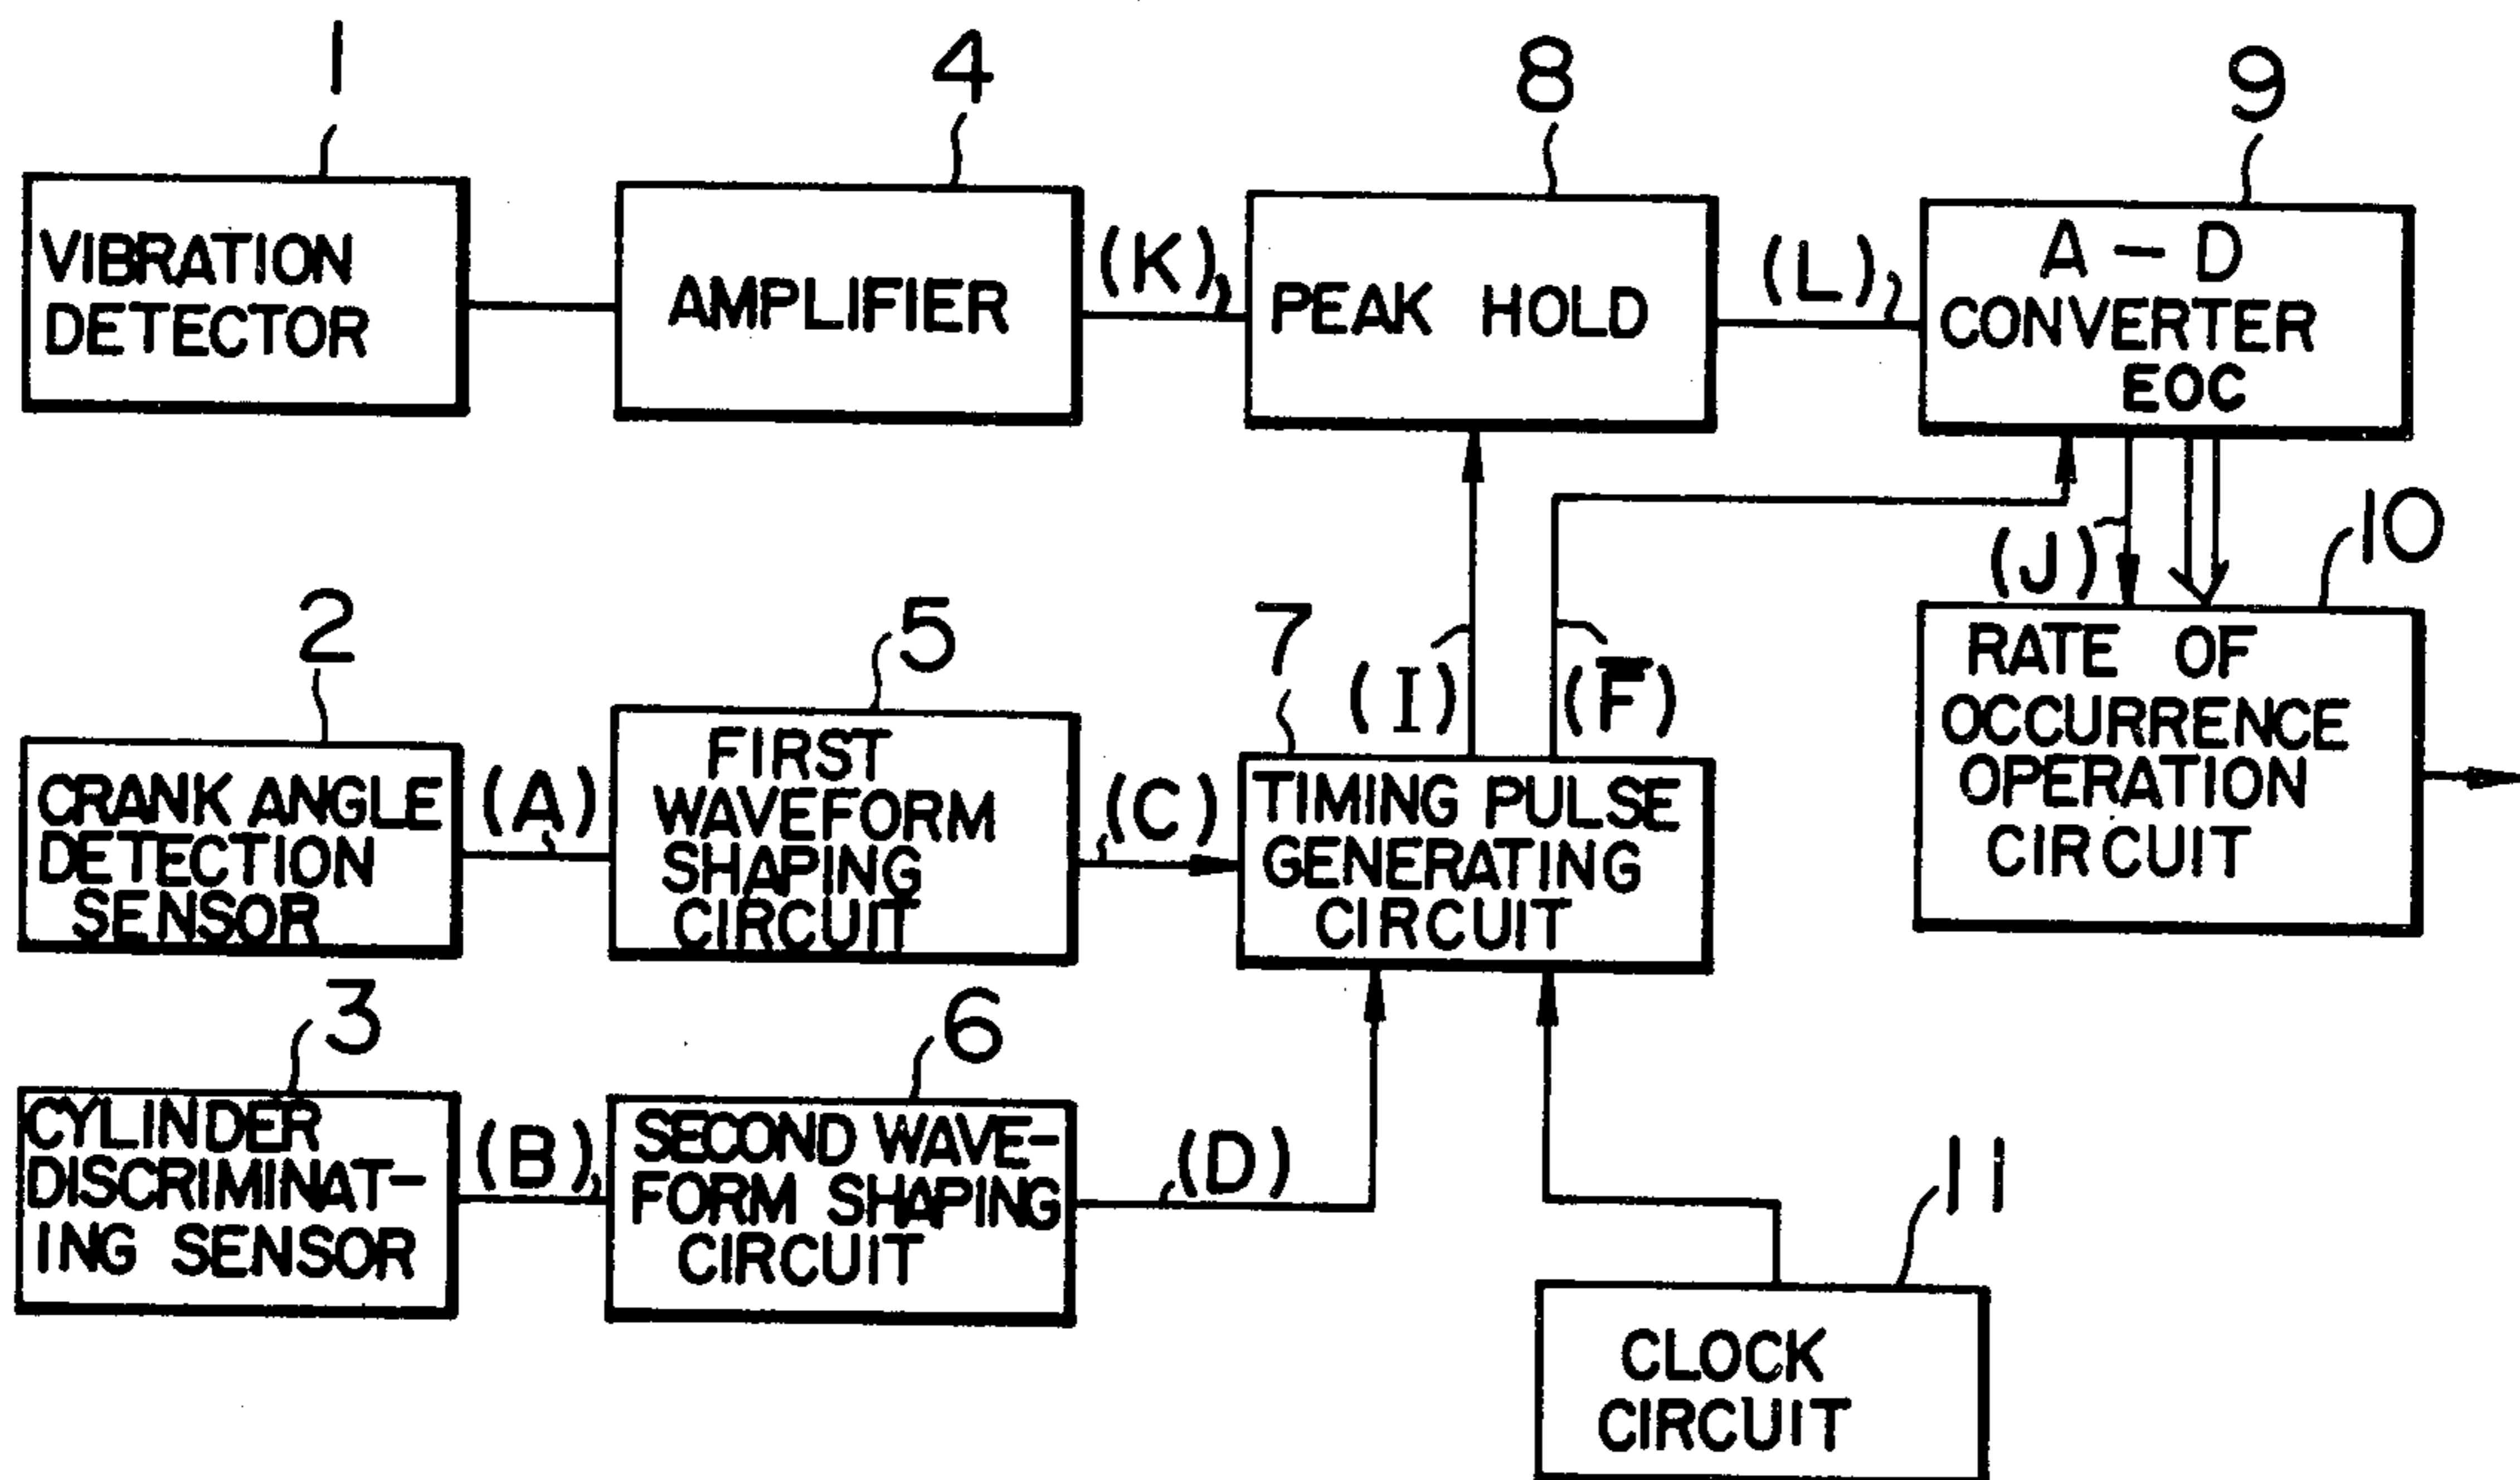 1
4
8
9
VIBRATION
DETECTOR
AMPLIFIER
(K)
PEAK HOLD
(L)
A-D
CONVERTER
EOC
2
5
7
(I)
(F̅)
(J)
10
CRANK ANGLE
DETECTION
SENSOR
(A)
FIRST
WAVEFORM
SHAPING
CIRCUIT
(C)
TIMING PULSE
GENERATING
CIRCUIT
RATE OF
OCCURRENCE
OPERATION
CIRCUIT
3
6
CYLINDER
DISCRIMINAT-
ING SENSOR
(B)
SECOND WAVE-
FORM SHAPING
CIRCUIT
(D)
11
CLOCK
CIRCUIT